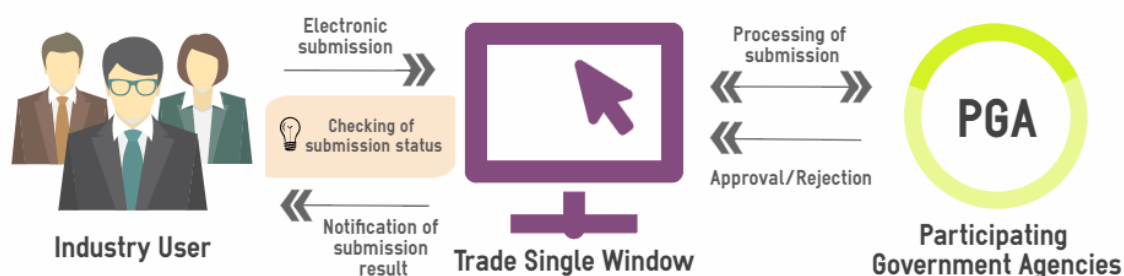 Electronic
submission
Checking of
submission status
Notification of
submission
result
Industry User
Trade Single Window
Processing of
submission
Approval/Rejection
PGA
Participating
Government Agencies